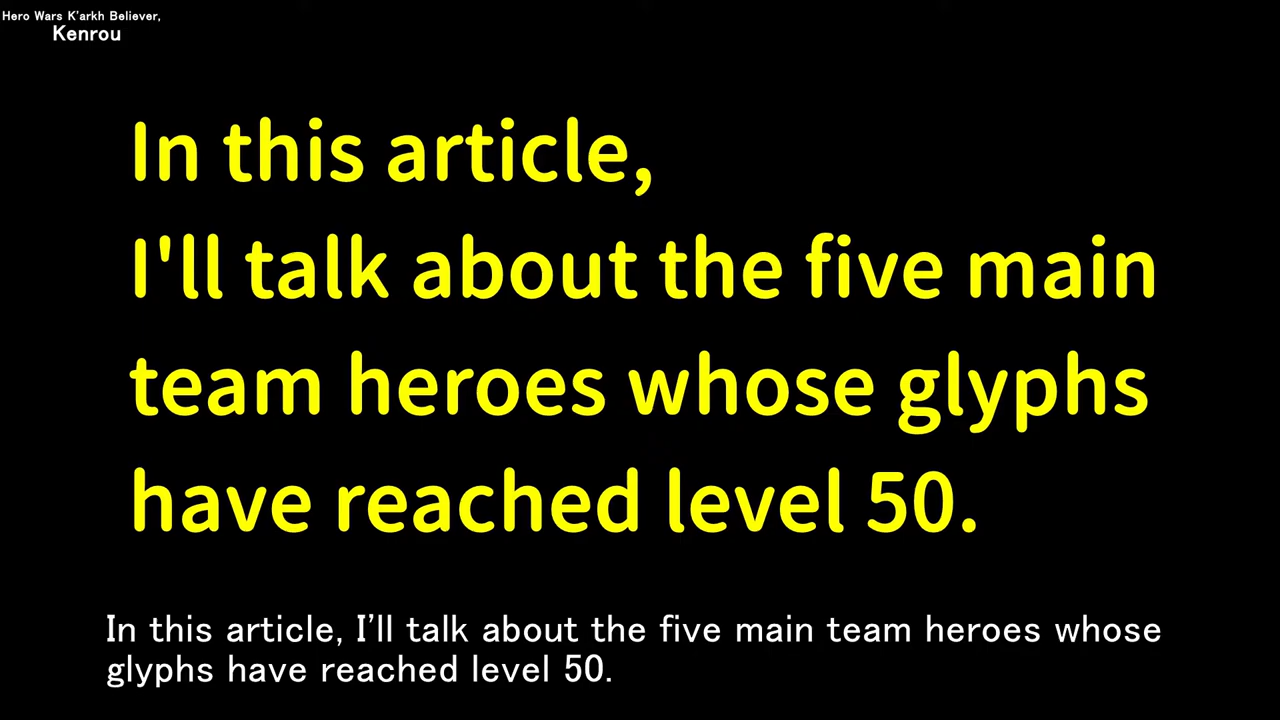 Hero Wars K'arkh Believer,
Kenrou
In this article,
I'll talk about the five main
team heroes whose glyphs
have reached level 50.
In this article, I'll talk about the five main team heroes whose
glyphs have reached level 50.